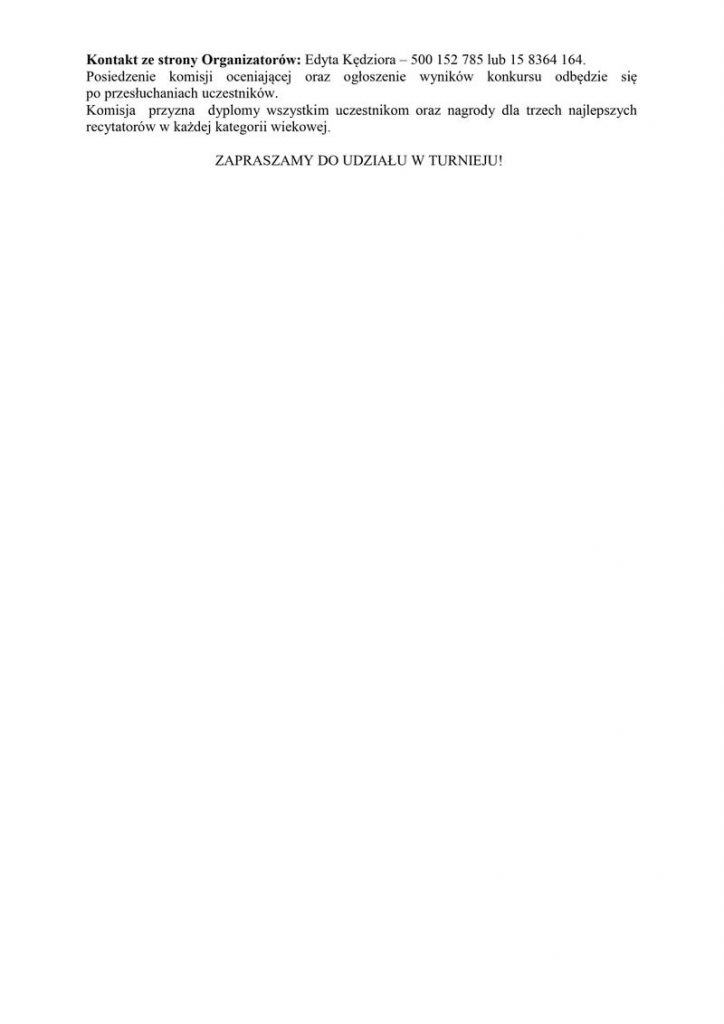 Kontakt ze strony Organizatorów: Edyta Kędziora – 500 152 785 lub 15 8364 164.
Posiedzenie komisji oceniającej oraz ogłoszenie wyników konkursu odbędzie się
po przesłuchaniach uczestników.
Komisja przyzna dyplomy wszystkim uczestnikom oraz nagrody dla trzech najlepszych
recytatorów w każdej kategorii wiekowej.
ZAPRASZAMY DO UDZIAŁU W TURNIEJU!